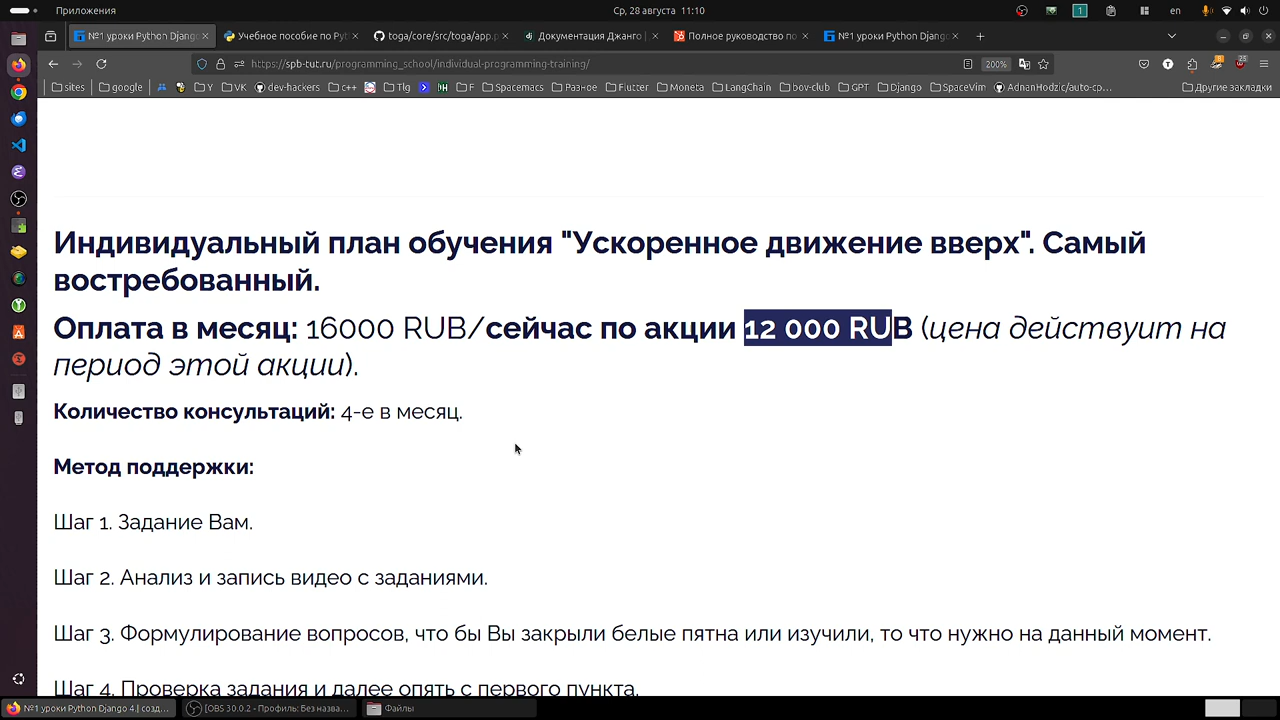 Приложения
Ср, 28 августа 11:10
1
en
25
№1 уроки Python Django
Учебное пособие по Pyt
toga/core/src/toga/app.p
Документация Джанго |
Полное руководство по
№1 уроки Python Django
https://spb-tut.ru/programming_school/individual-programming-training/
200%
sites
google
Y
VK
dev-hackers
c++
Tlg
F
Spacemacs
Разное
Flutter
Moneta
LangChain
bov-club
GPT
Django
SpaceVim
AdnanHodzic/auto-co…
Другие закладки
Индивидуальный план обучения "Ускоренное движение вверх". Самый
востребованный.
Оплата в месяц: 16000 RUB/сейчас по акции 12 000 RUB (цена действуит на
период этой акции).
Количество консультаций: 4-е в месяц.
Метод поддержки:
Шаг 1. Задание Вам.
Шаг 2. Анализ и запись видео с заданиями.
Шаг 3. Формулирование вопросов, что бы Вы закрыли белые пятна или изучили, то что нужно на данный момент.
Шаг 4. Проверка задания и далее опять с первого пункта.
№1 уроки Python Django 4.| созд…
[OBS 30.0.2 - Профиль: Без назва…
Файлы